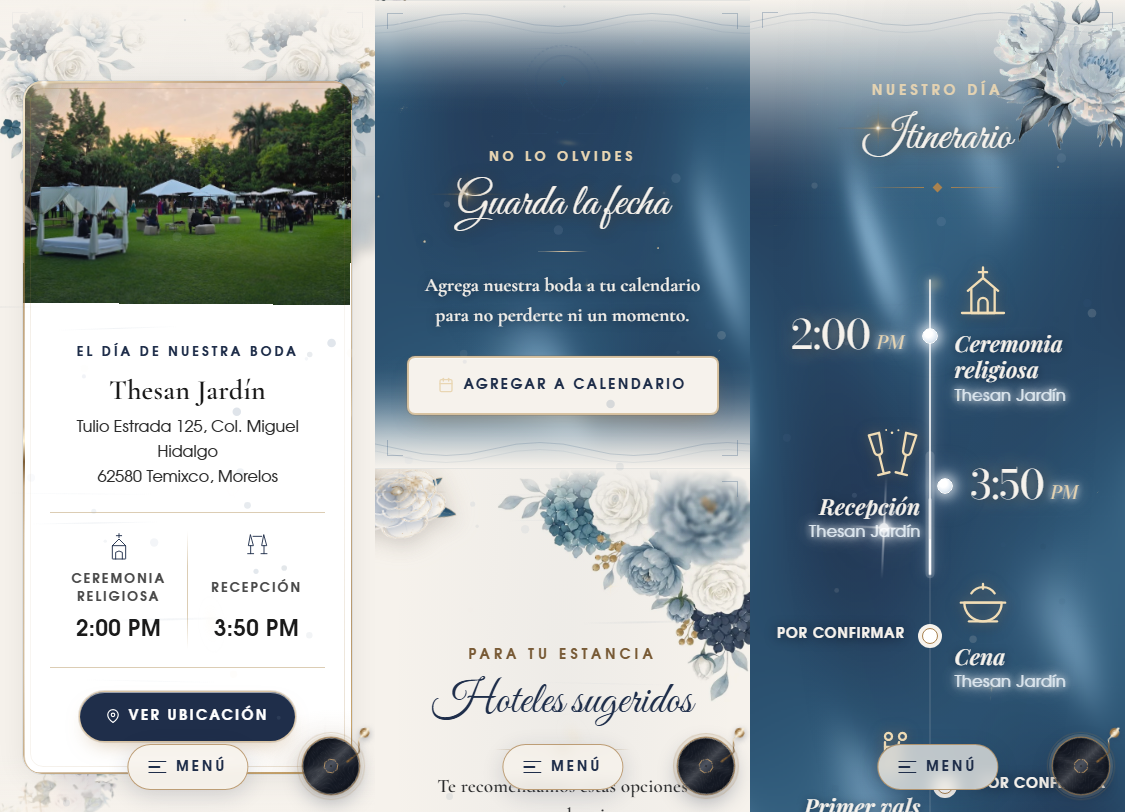 EL DÍA DE NUESTRA BODA
Thesan Jardín
Tulio Estrada 125, Col. Miguel
Hidalgo
62580 Temixco, Morelos
CEREMONIA
RELIGIOSA
2:00 PM
RECEPCIÓN
3:50 PM
VER UBICACIÓN
MENÚ
NO LO OLVIDES
Guarda la fecha
Agrega nuestra boda a tu calendario
para no perderte ni un momento.
AGREGAR A CALENDARIO
PARA TU ESTANCIA
Hoteles sugeridos
Te recomendamos estas opciones
MENÚ
NUESTRO DÍA
Itinerario
2:00 PM
Ceremonia
religiosa
Thesan Jardín
3:50 PM
Recepción
Thesan Jardín
POR CONFIRMAR
Cena
Thesan Jardín
Primer vals
MENÚ